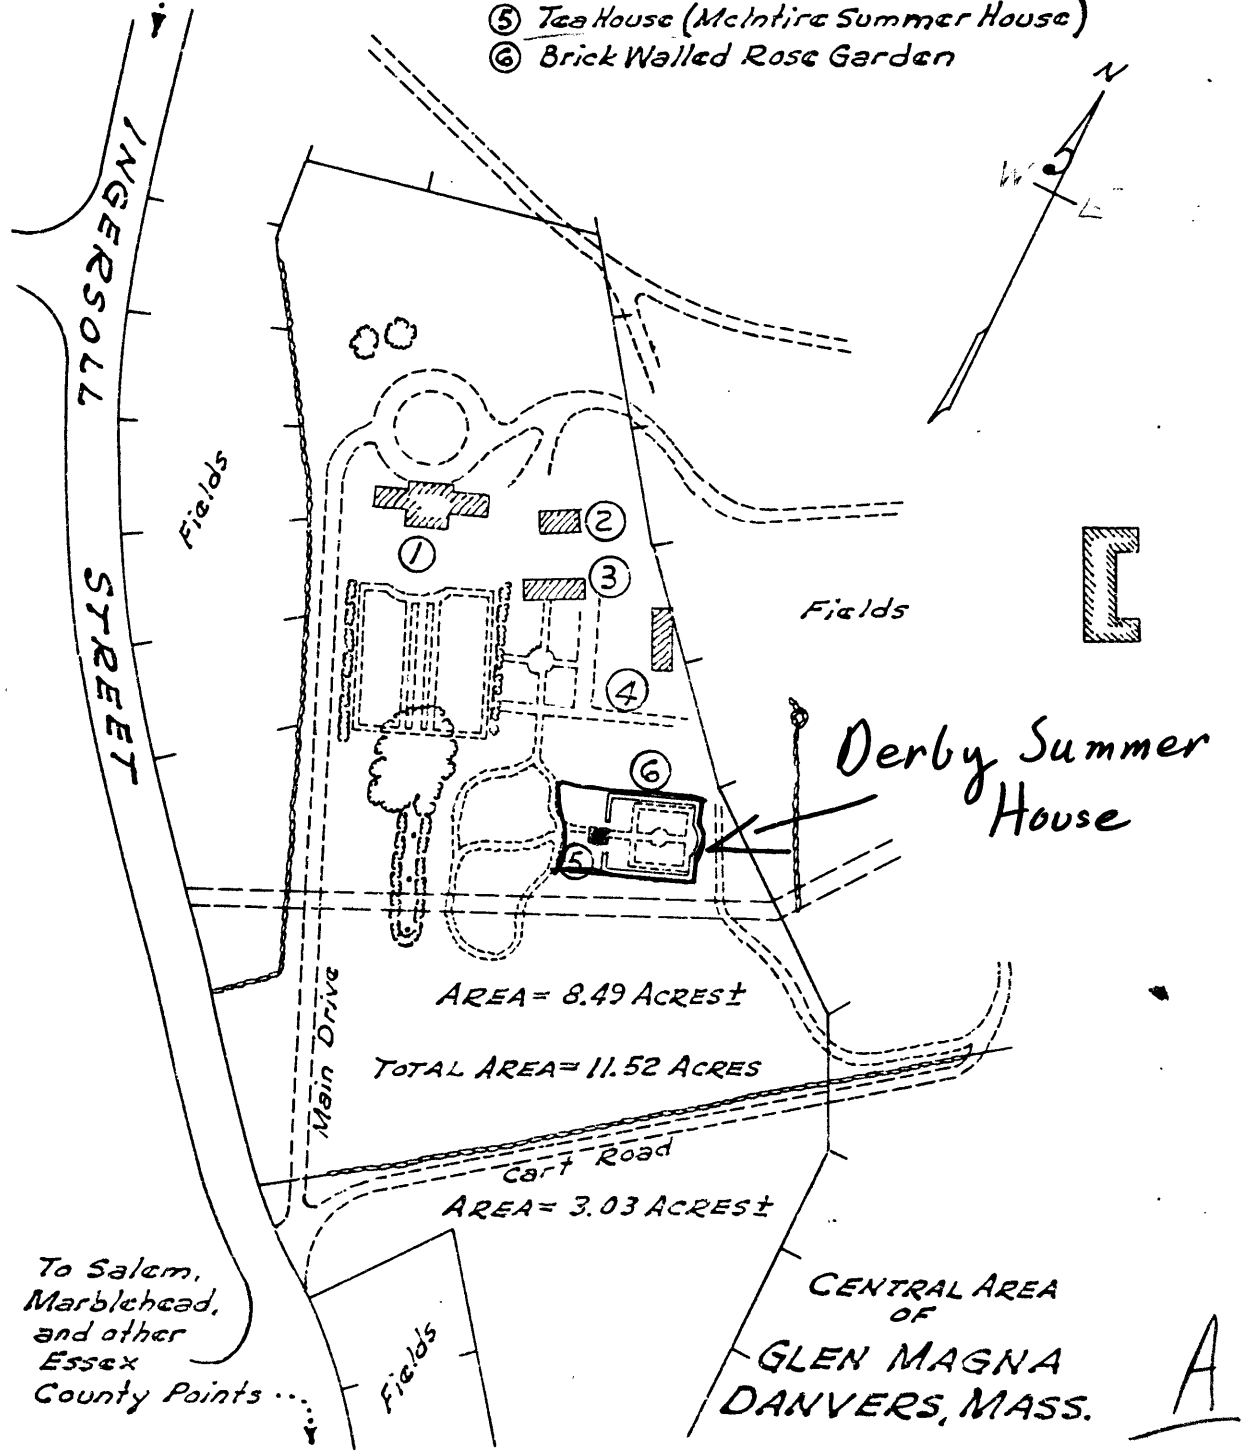 ⑤ Tea House (McIntire Summer House)
⑥ Brick Walled Rose Garden
N
W
E
INGERSOLL STREET
Fields
①
②
③
Fields
④
Derby Summer
House
⑥
⑤
Main Drive
AREA = 8.49 ACRES ±
TOTAL AREA = 11.52 ACRES
Cart Road
AREA = 3.03 ACRES ±
To Salem,
Marblehead,
and other
Essex
County Points
Fields
CENTRAL AREA
OF
GLEN MAGNA
DANVERS, MASS.
A